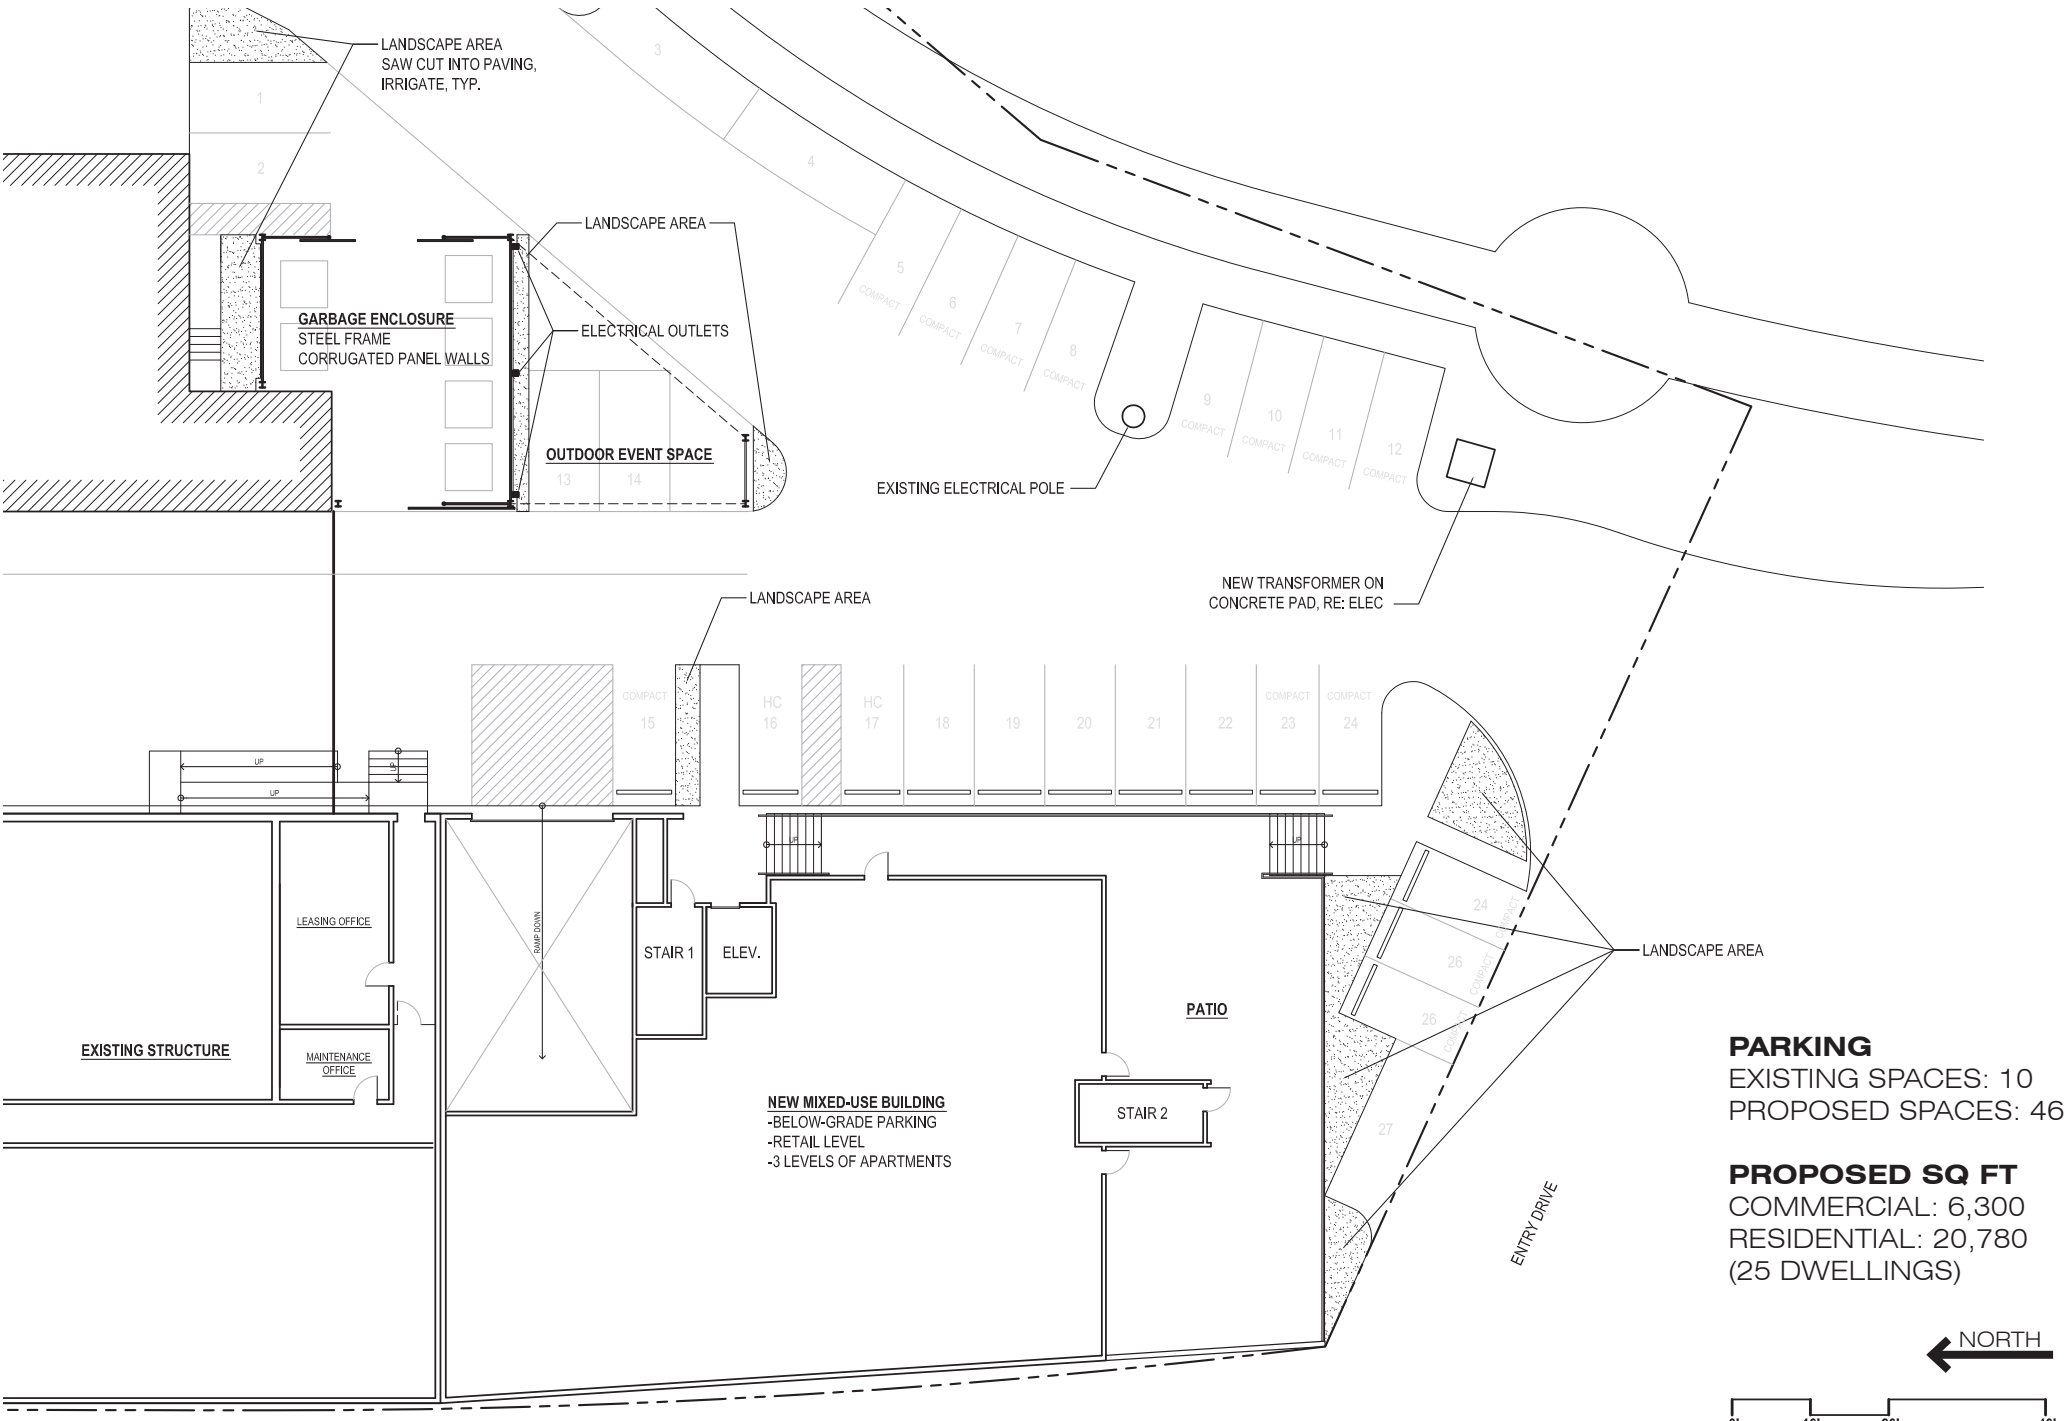 LANDSCAPE AREA
SAW CUT INTO PAVING,
IRRIGATE, TYP.
1
2
3
4
LANDSCAPE AREA
5
COMPACT
6
COMPACT
7
COMPACT
8
COMPACT
GARBAGE ENCLOSURE
STEEL FRAME
CORRUGATED PANEL WALLS
ELECTRICAL OUTLETS
9
COMPACT
10
COMPACT
11
COMPACT
12
COMPACT
OUTDOOR EVENT SPACE
13
14
EXISTING ELECTRICAL POLE
NEW TRANSFORMER ON
CONCRETE PAD, RE: ELEC
LANDSCAPE AREA
COMPACT
15
HC
16
HC
17
18
19
20
21
22
COMPACT
23
COMPACT
24
UP
UP
UP
UP
UP
LEASING OFFICE
RAMP DOWN
STAIR 1
ELEV.
24
COMPACT
26
COMPACT
26
COMPACT
LANDSCAPE AREA
PATIO
EXISTING STRUCTURE
MAINTENANCE
OFFICE
NEW MIXED-USE BUILDING
-BELOW-GRADE PARKING
-RETAIL LEVEL
-3 LEVELS OF APARTMENTS
STAIR 2
27
ENTRY DRIVE
PARKING
EXISTING SPACES: 10
PROPOSED SPACES: 46
PROPOSED SQ FT
COMMERCIAL: 6,300
RESIDENTIAL: 20,780
(25 DWELLINGS)
NORTH